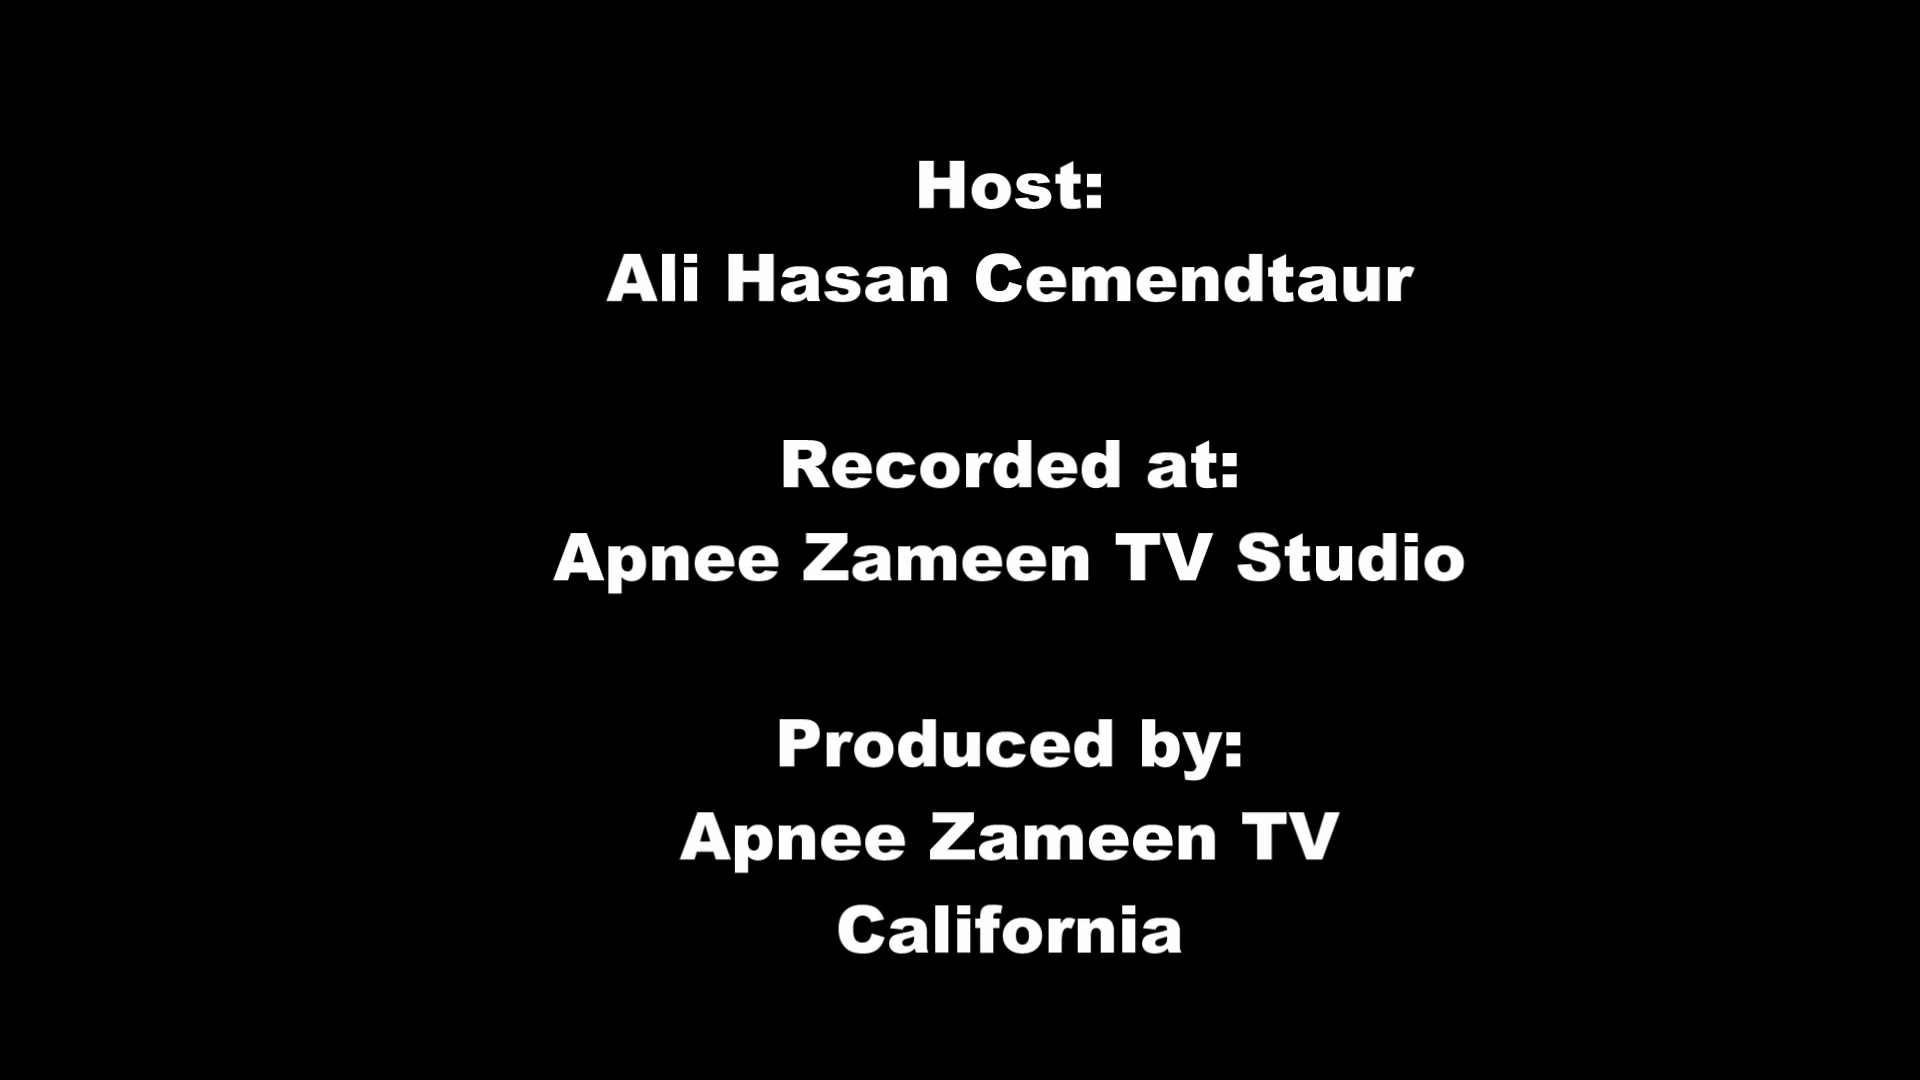 Host:
Ali Hasan Cemendtaur
Recorded at:
Apnee Zameen TV Studio
Produced by:
Apnee Zameen TV
California